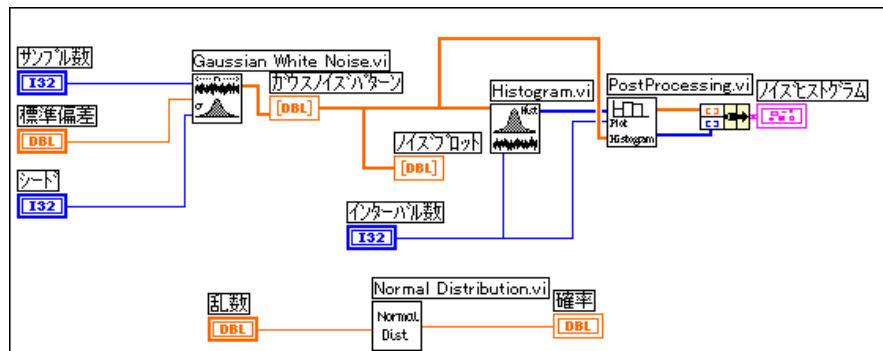 サンプル数
I32
標準偏差
DBL
シード
I32
Gaussian White Noise.vi
n
σ
ガウスノイズパターン
[DBL]
ノイズプロット
[DBL]
Histogram.vi
Hist
インターバル数
I32
PostProcessing.vi
Plot
Histogram
ノイズヒストグラム
乱数
DBL
Normal Distribution.vi
Normal
Dist
確率
DBL